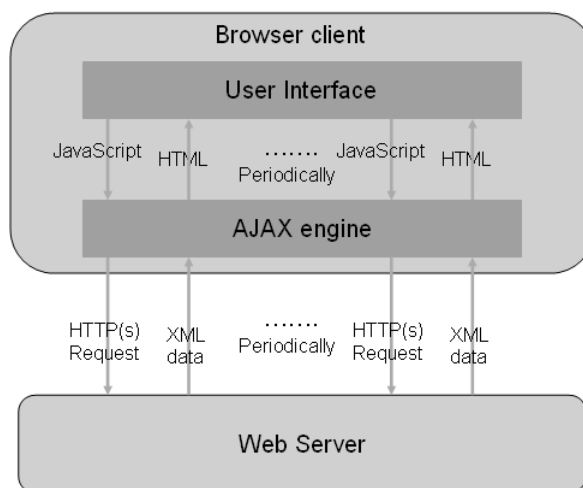 Browser client
User Interface
JavaScript HTML ....... JavaScript HTML
Periodically
AJAX engine
HTTP(s) XML ....... HTTP(s) XML
Request data Periodically Request data
Web Server